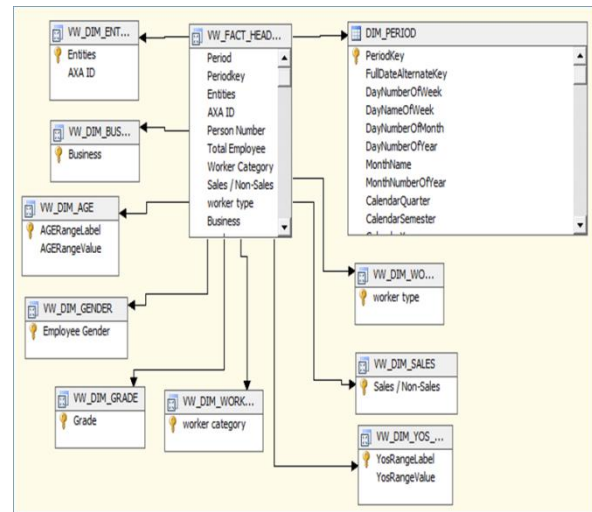 VW_DIM_ENT...
Entities
AXA ID
VW_FACT_HEAD...
Period
Periodkey
Entities
AXA ID
Person Number
Total Employee
Worker Category
Sales / Non-Sales
worker type
Business
DIM_PERIOD
PeriodKey
FullDateAlternateKey
DayNumberOfWeek
DayNameOfWeek
DayNumberOfMonth
DayNumberOfYear
MonthName
MonthNumberOfYear
CalendarQuarter
CalendarSemester
VW_DIM_BUS...
Business
VW_DIM_AGE
AGERangeLabel
AGERangeValue
VW_DIM_GENDER
Employee Gender
VW_DIM_GRADE
Grade
VW_DIM_WORK...
worker category
VW_DIM_WO...
worker type
VW_DIM_SALES
Sales / Non-Sales
VW_DIM_YOS_...
YosRangeLabel
YosRangeValue